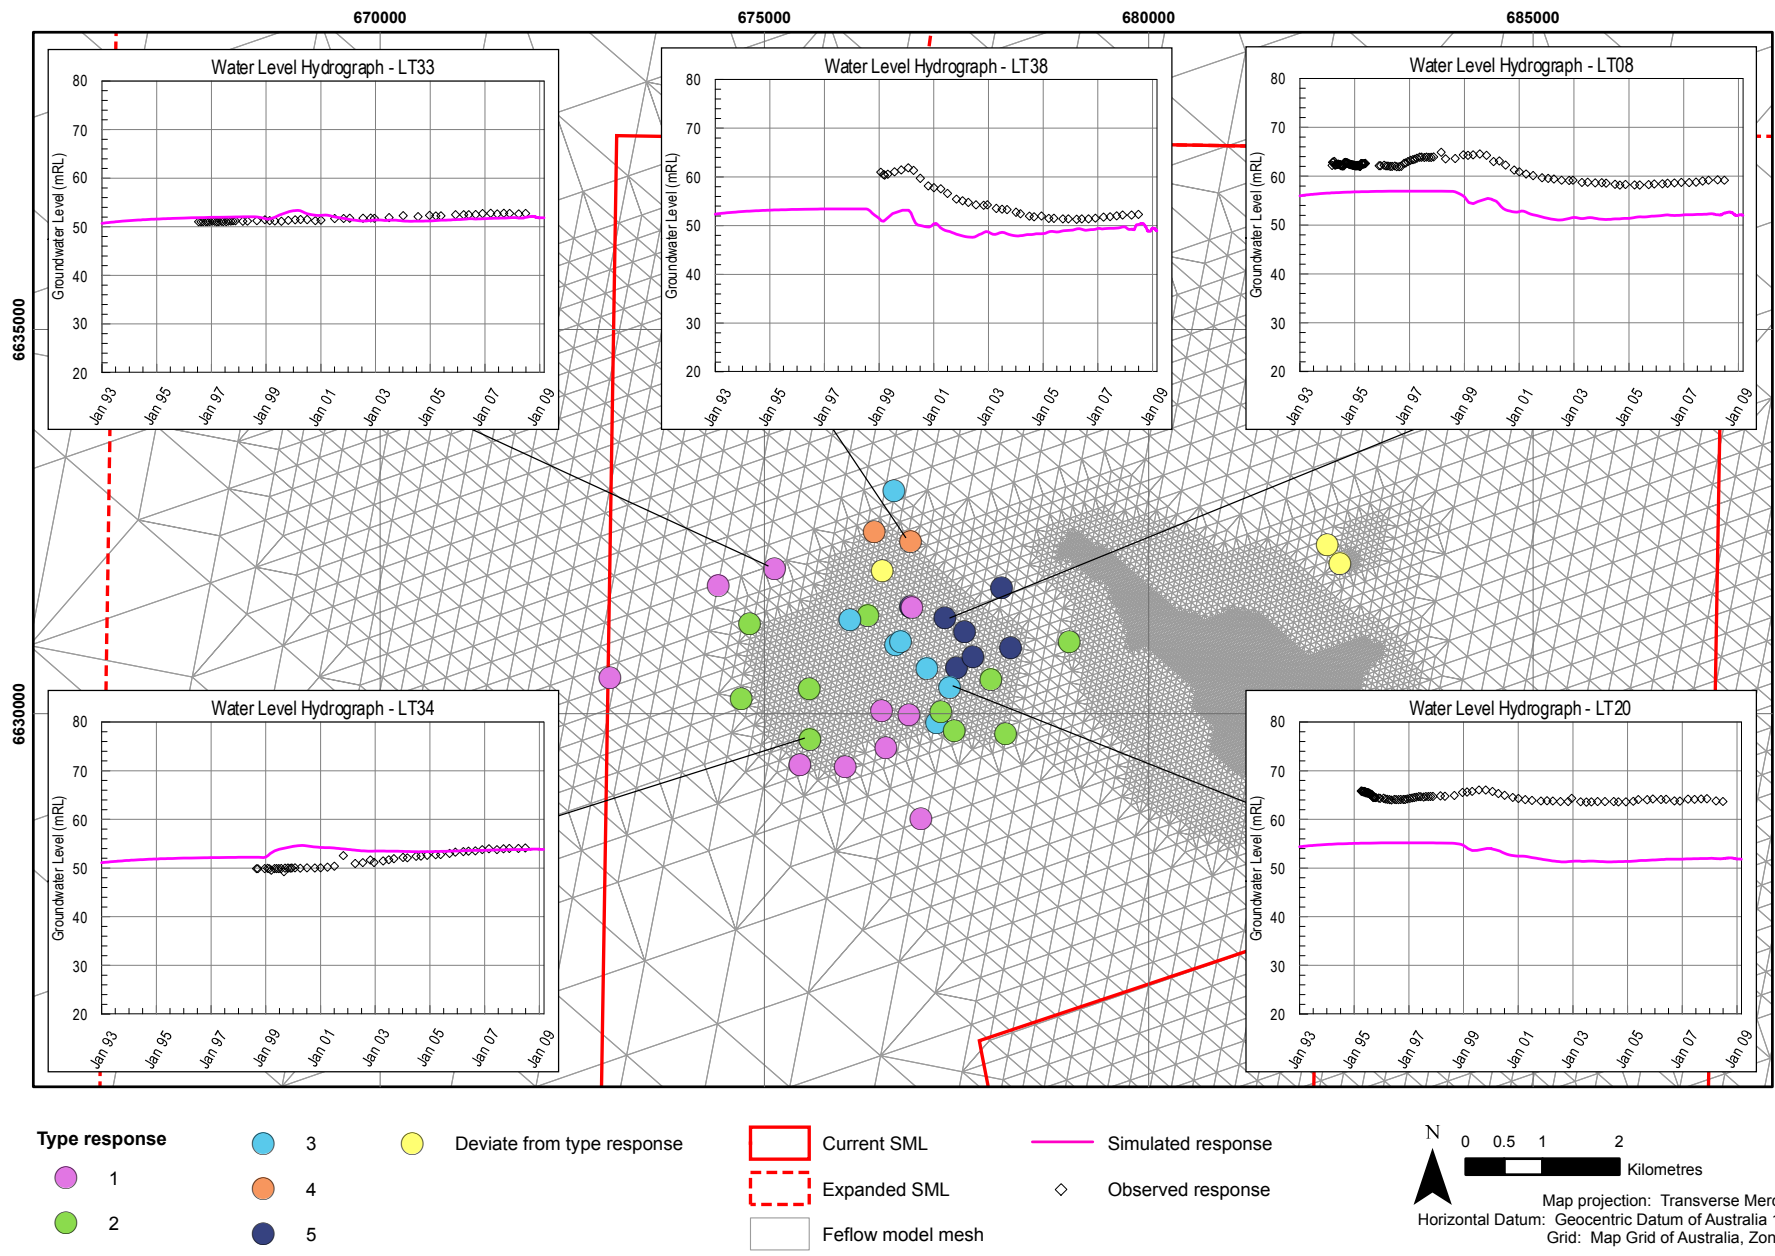 670000 675000 680000 685000
6635000
6630000
Water Level Hydrograph - LT33
Groundwater Level (mRL)
80
70
60
50
40
30
20
Jan 93 Jan 95 Jan 97 Jan 99 Jan 01 Jan 03 Jan 05 Jan 07 Jan 09
Water Level Hydrograph - LT38
Groundwater Level (mRL)
80
70
60
50
40
30
20
Jan 93 Jan 95 Jan 97 Jan 99 Jan 01 Jan 03 Jan 05 Jan 07 Jan 09
Water Level Hydrograph - LT08
Groundwater Level (mRL)
80
70
60
50
40
30
20
Jan 93 Jan 95 Jan 97 Jan 99 Jan 01 Jan 03 Jan 05 Jan 07 Jan 09
Water Level Hydrograph - LT34
Groundwater Level (mRL)
80
70
60
50
40
30
20
Jan 93 Jan 95 Jan 97 Jan 99 Jan 01 Jan 03 Jan 05 Jan 07 Jan 09
Water Level Hydrograph - LT20
Groundwater Level (mRL)
80
70
60
50
40
30
20
Jan 93 Jan 95 Jan 97 Jan 99 Jan 01 Jan 03 Jan 05 Jan 07 Jan 09
Type response
1
2
3
4
5
Deviate from type response
Current SML
Expanded SML
Feflow model mesh
Simulated response
Observed response
N
0 0.5 1 2
Kilometres
Map projection: Transverse
Horizontal Datum: Geocentric Datum of Australia
Grid: Map Grid of Australia,